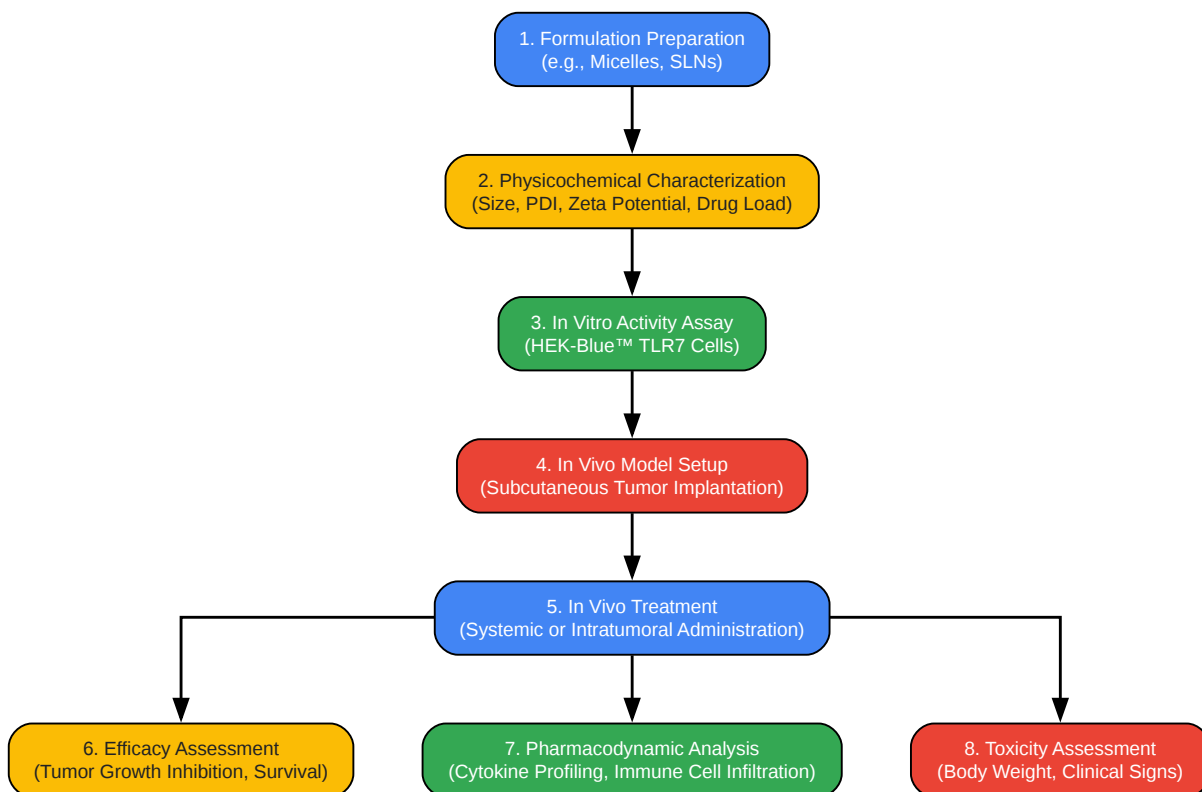 1. Formulation Preparation
(e.g., Micelles, SLNs)
2. Physicochemical Characterization
(Size, PDI, Zeta Potential, Drug Load)
3. In Vitro Activity Assay
(HEK-Blue™ TLR7 Cells)
4. In Vivo Model Setup
(Subcutaneous Tumor Implantation)
5. In Vivo Treatment
(Systemic or Intratumoral Administration)
6. Efficacy Assessment
(Tumor Growth Inhibition, Survival)
7. Pharmacodynamic Analysis
(Cytokine Profiling, Immune Cell Infiltration)
8. Toxicity Assessment
(Body Weight, Clinical Signs)